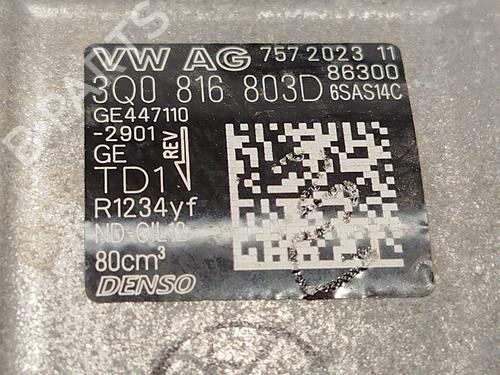 VW AG 757 2023 11
3Q0 816 803D 86300
6SAS14C
GE447110
-2901
GE
REV
TD1
R1234yf
ND-OIL12
80cm³
DENSO